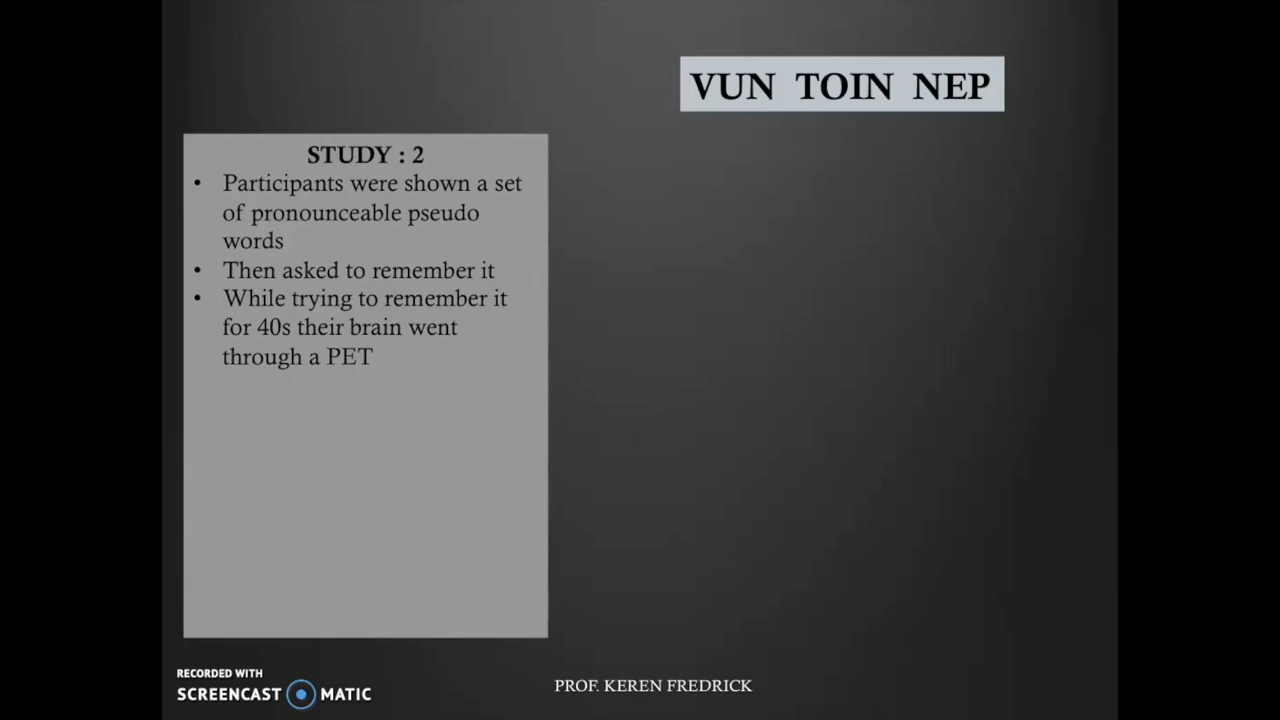 VUN TOIN NEP
STUDY : 2
• Participants were shown a set
of pronounceable pseudo
words
• Then asked to remember it
• While trying to remember it
for 40s their brain went
through a PET
RECORDED WITH
SCREENCAST MATIC
PROF. KEREN FREDRICK